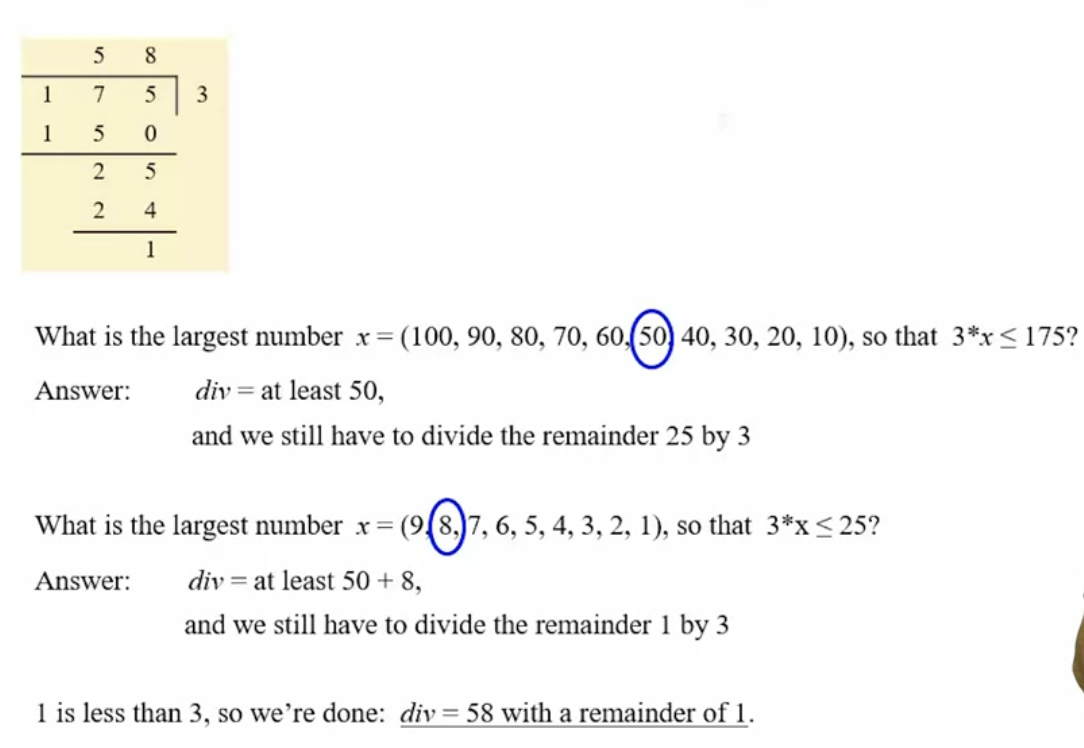 5 8
1 7 5 3
1 5 0
2 5
2 4
1
What is the largest number x = (100, 90, 80, 70, 60, 50, 40, 30, 20, 10), so that 3*x ≤ 175?
Answer: div = at least 50,
and we still have to divide the remainder 25 by 3
What is the largest number x = (9, 8, 7, 6, 5, 4, 3, 2, 1), so that 3*x ≤ 25?
Answer: div = at least 50 + 8,
and we still have to divide the remainder 1 by 3
1 is less than 3, so we’re done: div = 58 with a remainder of 1.